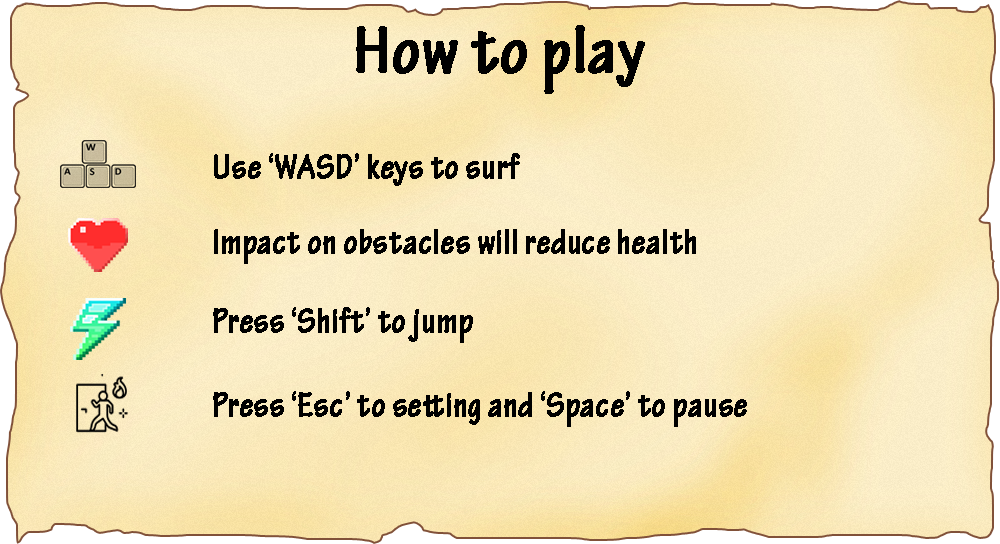 How to play
W
A S D
Use ‘WASD’ keys to surf
Impact on obstacles will reduce health
Press ‘Shift’ to jump
Press ‘Esc’ to setting and ‘Space’ to pause